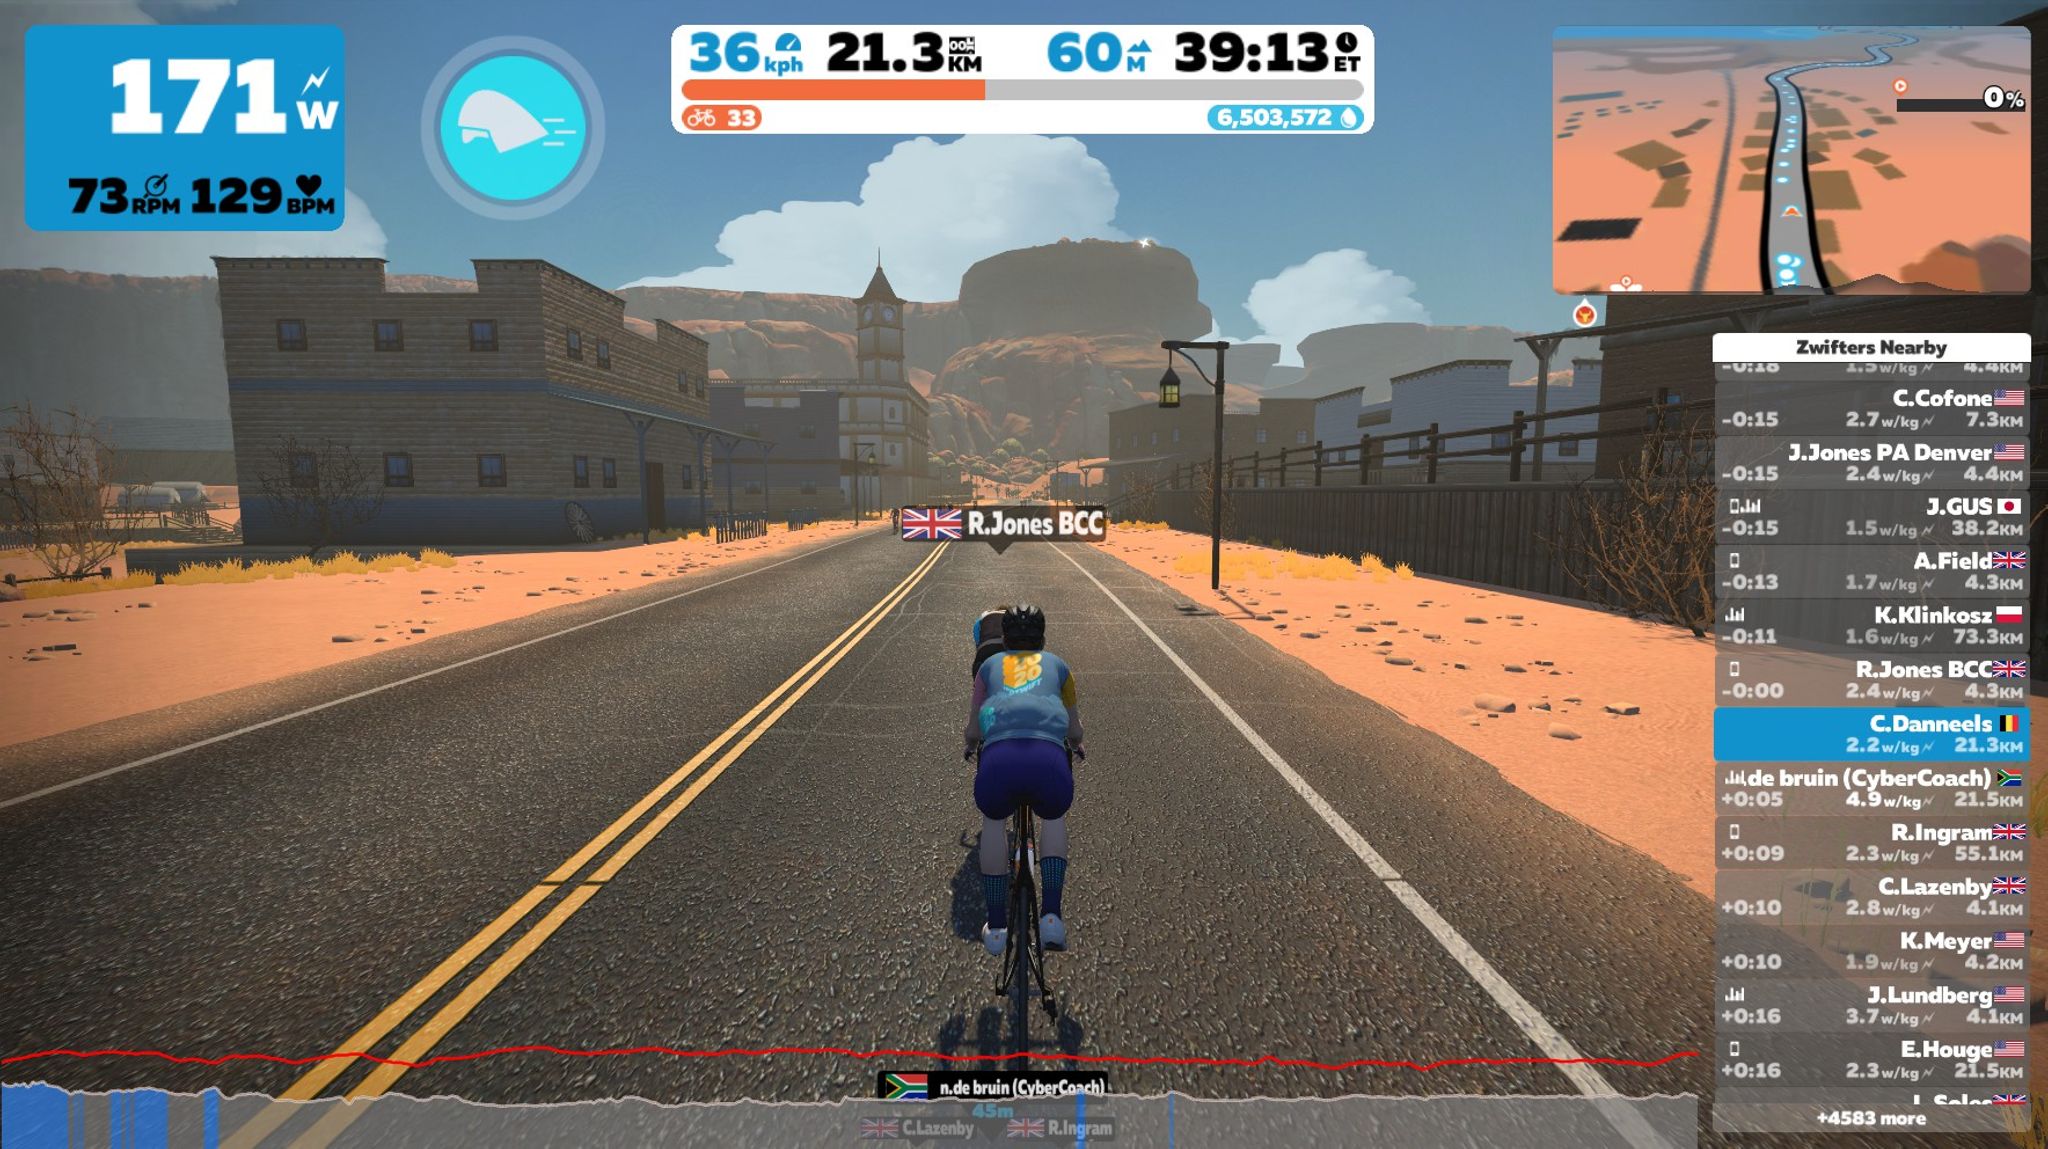 171 W
73 RPM 129 BPM
36 kph 21.3 KM 60 M 39:13 ET
33 6,503,572
0%
Zwifters Nearby
-0:18 1.5 w/kg 4.4KM
C.Cofone
-0:15 2.7 w/kg 7.3KM
J.Jones PA Denver
-0:15 2.4 w/kg 4.4KM
J.GUS
-0:15 1.5 w/kg 38.2KM
A.Field
-0:13 1.7 w/kg 4.3KM
K.Klinkosz
-0:11 1.6 w/kg 73.3KM
R.Jones BCC
-0:00 2.4 w/kg 4.3KM
C.Danneels
2.2 w/kg 21.3KM
.de bruin (CyberCoach)
+0:05 4.9 w/kg 21.5KM
R.Ingram
+0:09 2.3 w/kg 55.1KM
C.Lazenby
+0:10 2.8 w/kg 4.1KM
K.Meyer
+0:10 1.9 w/kg 4.2KM
J.Lundberg
+0:16 3.7 w/kg 4.1KM
E.Houge
+0:16 2.3 w/kg 21.5KM
+4583 more
R.Jones BCC
n.de bruin (CyberCoach)
45m
C.Lazenby R.Ingram